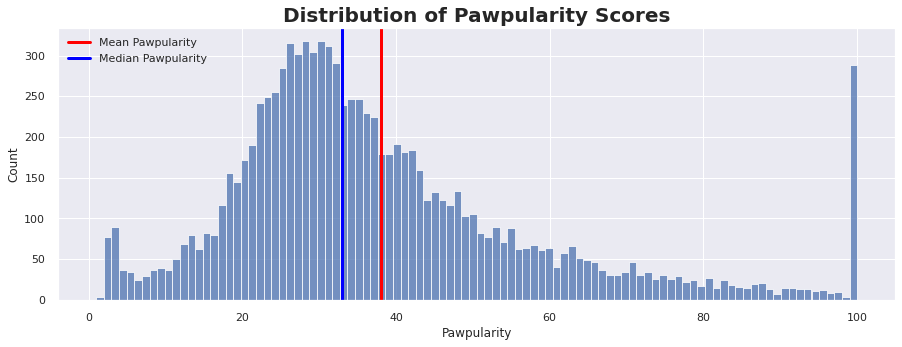 Distribution of Pawpularity Scores
Mean Pawpularity
Median Pawpularity
300
250
200
150
100
50
0
Count
0 20 40 60 80 100
Pawpularity